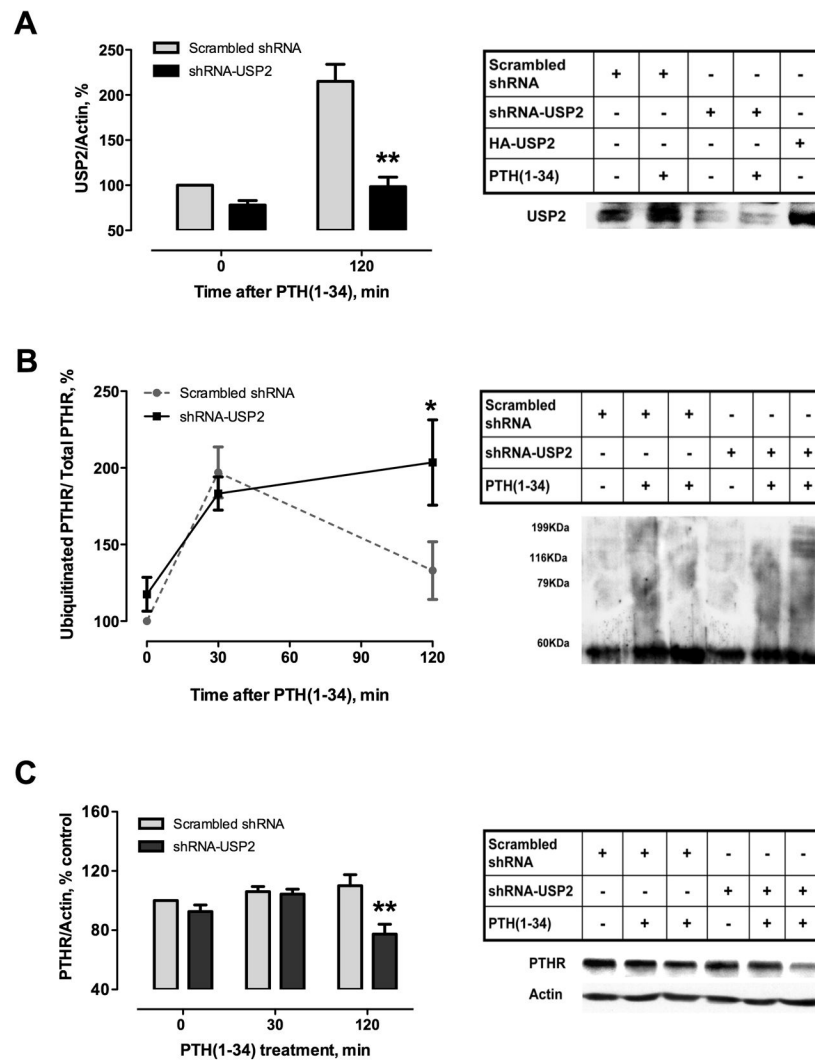 A
Scrambled shRNA
shRNA-USP2
USP2/Actin, %
250
200
150
100
50
0
120
Time after PTH(1-34), min
Scrambled shRNA + + - - -
shRNA-USP2 - - + + -
HA-USP2 - - - - +
PTH(1-34) - + - + -
USP2
**
B
Scrambled shRNA
shRNA-USP2
Ubiquitinated PTHR/ Total PTHR, %
250
200
150
100
0 30 60 90 120
Time after PTH(1-34), min
*
Scrambled shRNA + + + - - -
shRNA-USP2 - - - + + +
PTH(1-34) - + + - + +
199KDa
116KDa
79KDa
60KDa
C
Scrambled shRNA
shRNA-USP2
PTHR/Actin, % control
160
120
80
40
0 30 120
PTH(1-34) treatment, min
**
Scrambled shRNA + + + - - -
shRNA-USP2 - - - + + +
PTH(1-34) - + + - + +
PTHR
Actin